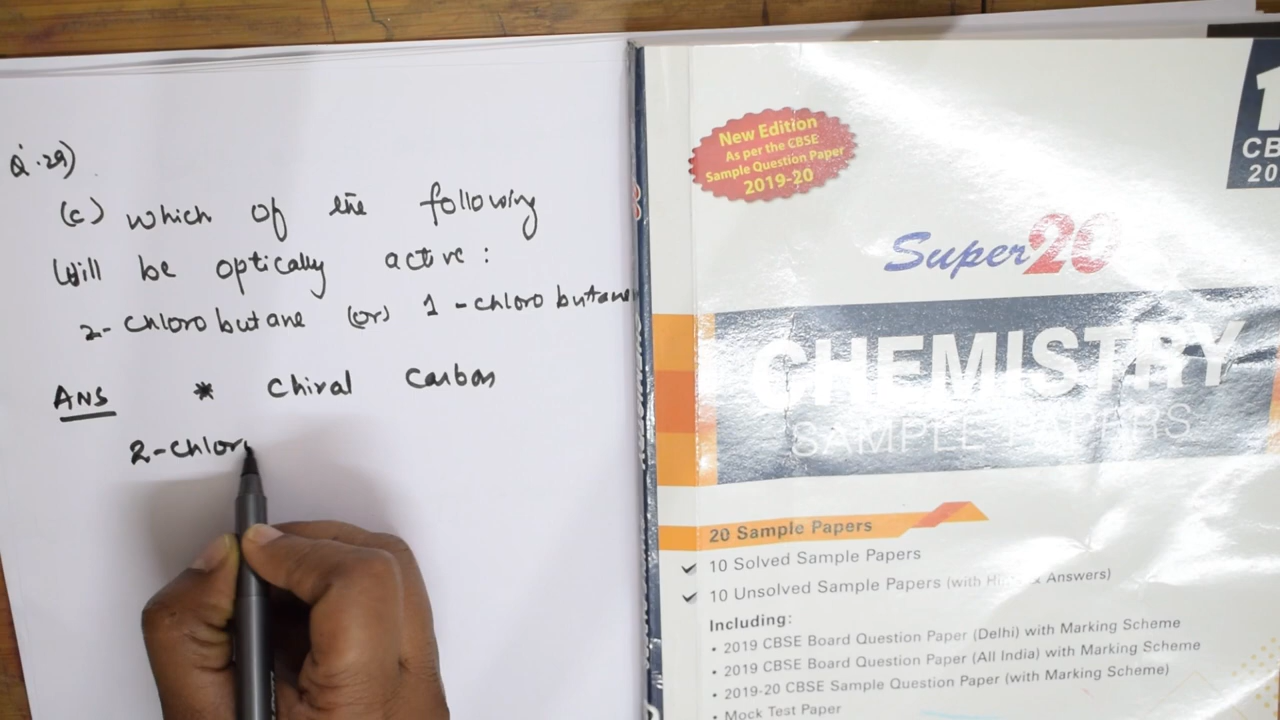 Q.29)
(c) which of the following
Will be optically active :
2- chlorobutane (or) 1 - chloro butane
ANS * chiral carbon
2-chlor
New Edition
As per the CBSE
Sample Question Paper
2019-20
CB
20
Super20
CHEMISTRY
SAMPLE PAPERS
20 Sample Papers
10 Solved Sample Papers
10 Unsolved Sample Papers (with & Answers)
Including:
• 2019 CBSE Board Question Paper (Delhi) with Marking Scheme
• 2019 CBSE Board Question Paper (All India) with Marking Scheme
• 2019-20 CBSE Sample Question Paper (with Marking Scheme)
• Mock Test Paper